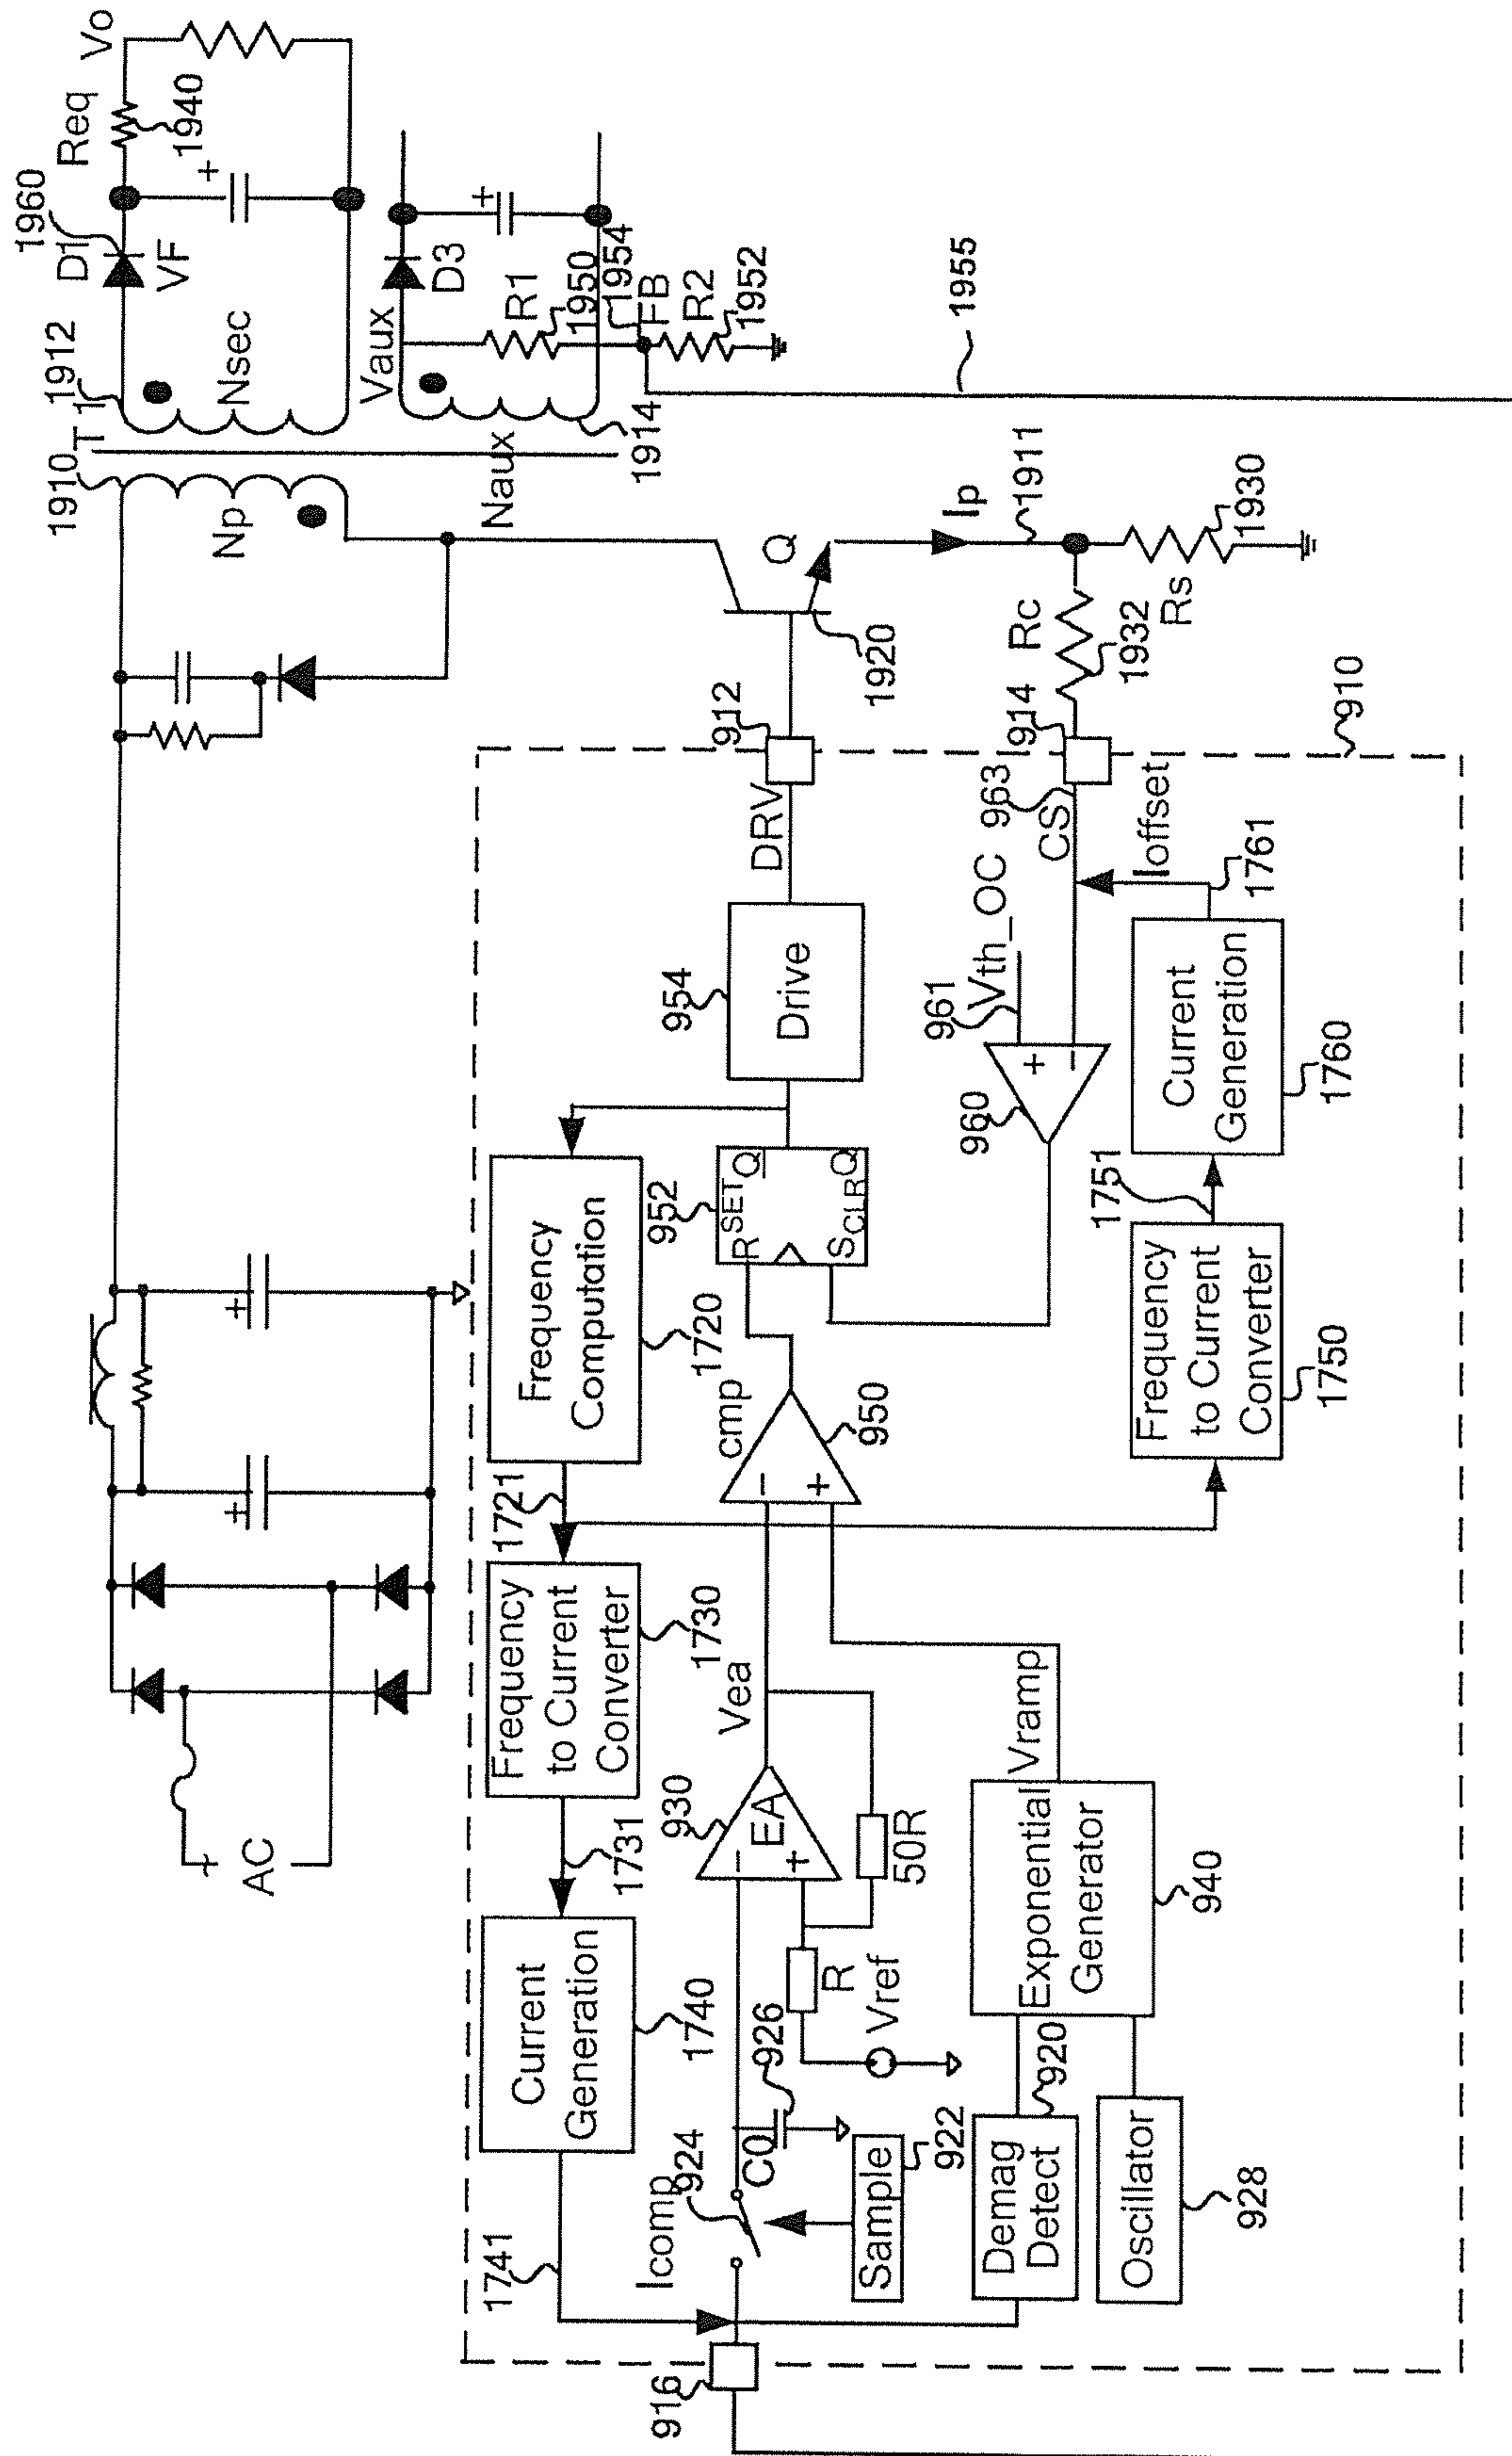 AC
1910
T1
1912
Np
Nsec
D1
1960
VF
Req
1940
Vo
+
+
+
+
Naux
1914
Vaux
D3
R1
1950
1954
FB
R2
1952
1955
Q
1920
Ip
1911
Rc
1932
Rs
1930
910
912
DRV
914
963
CS
Ioffset
1761
Vth_OC
961
+
−
960
954
Drive
952
R
SET
Q
S
CLR
Q
Frequency
Computation
1720
1721
Frequency
to Current
Converter
1730
1731
Current
Generation
1740
1741
cmp
−
+
950
Vea
930
−
EA
+
50R
R
Vref
Vramp
Exponential
Generator
940
Icomp
924
C0
926
Sample
922
Demag
Detect
920
Oscillator
928
916
Frequency
to Current
Converter
1750
1751
Current
Generation
1760